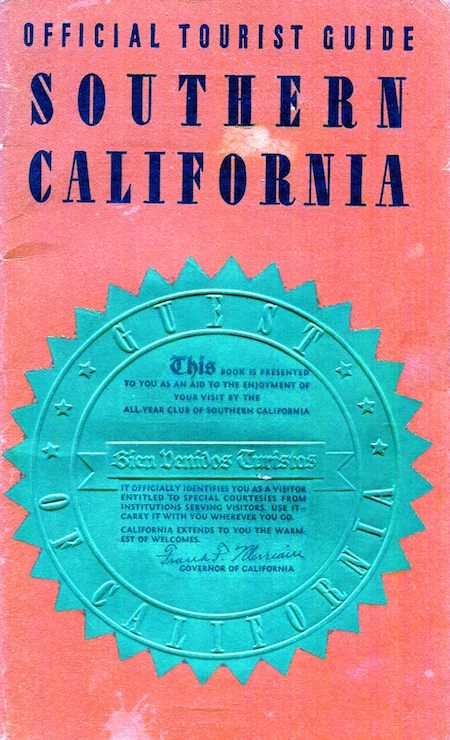 OFFICIAL TOURIST GUIDE
SOUTHERN
CALIFORNIA
GUEST
OF CALIFORNIA
This BOOK IS PRESENTED
TO YOU AS AN AID TO THE ENJOYMENT OF
YOUR VISIT BY THE
ALL-YEAR CLUB OF SOUTHERN CALIFORNIA
Bien Venidos Turistas
IT OFFICIALLY IDENTIFIES YOU AS A VISITOR
ENTITLED TO SPECIAL COURTESIES FROM
INSTITUTIONS SERVING VISITORS. USE IT—
CARRY IT WITH YOU WHEREVER YOU GO.
CALIFORNIA EXTENDS TO YOU THE WARM-
EST OF WELCOMES.
Frank F. Merriam
GOVERNOR OF CALIFORNIA